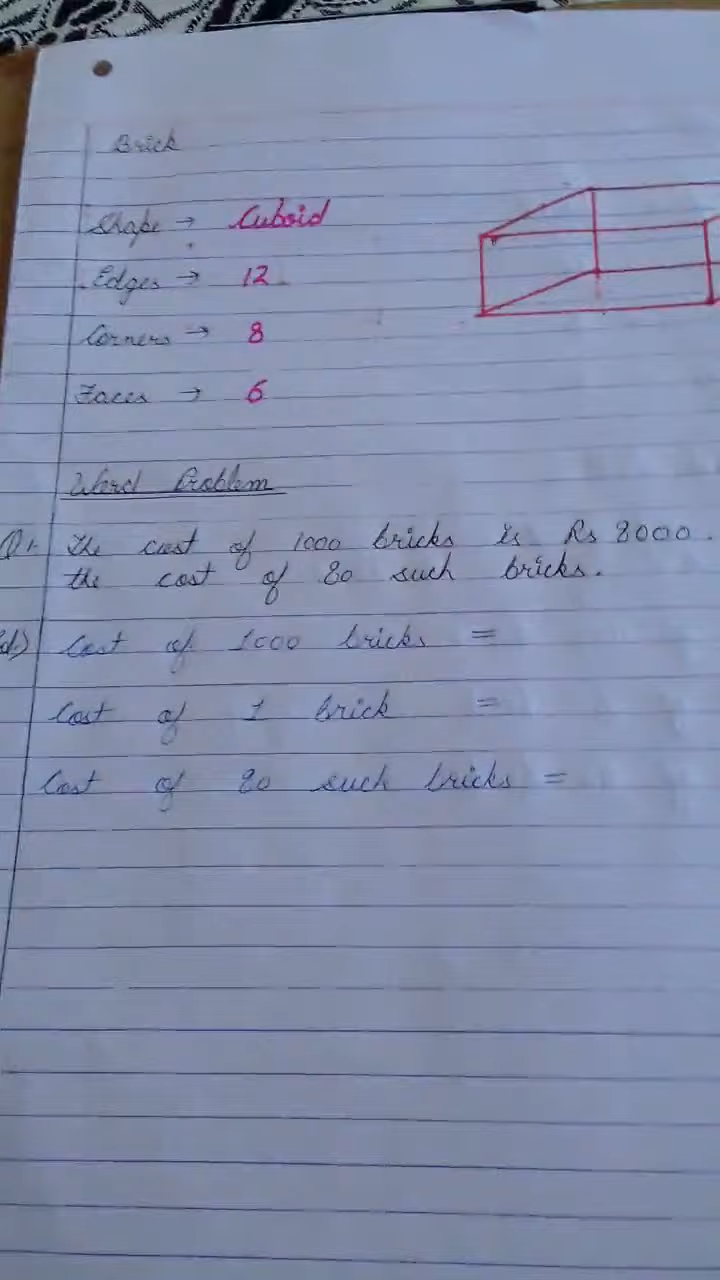 Brick
Shape → Cuboid
Edges → 12
Corners → 8
Faces → 6
Word Problem
Q1. The cost of 1000 bricks is Rs 8000.
the cost of 80 such bricks.
Cost of 1000 bricks =
Cost of 1 brick =
Cost of 80 such bricks =